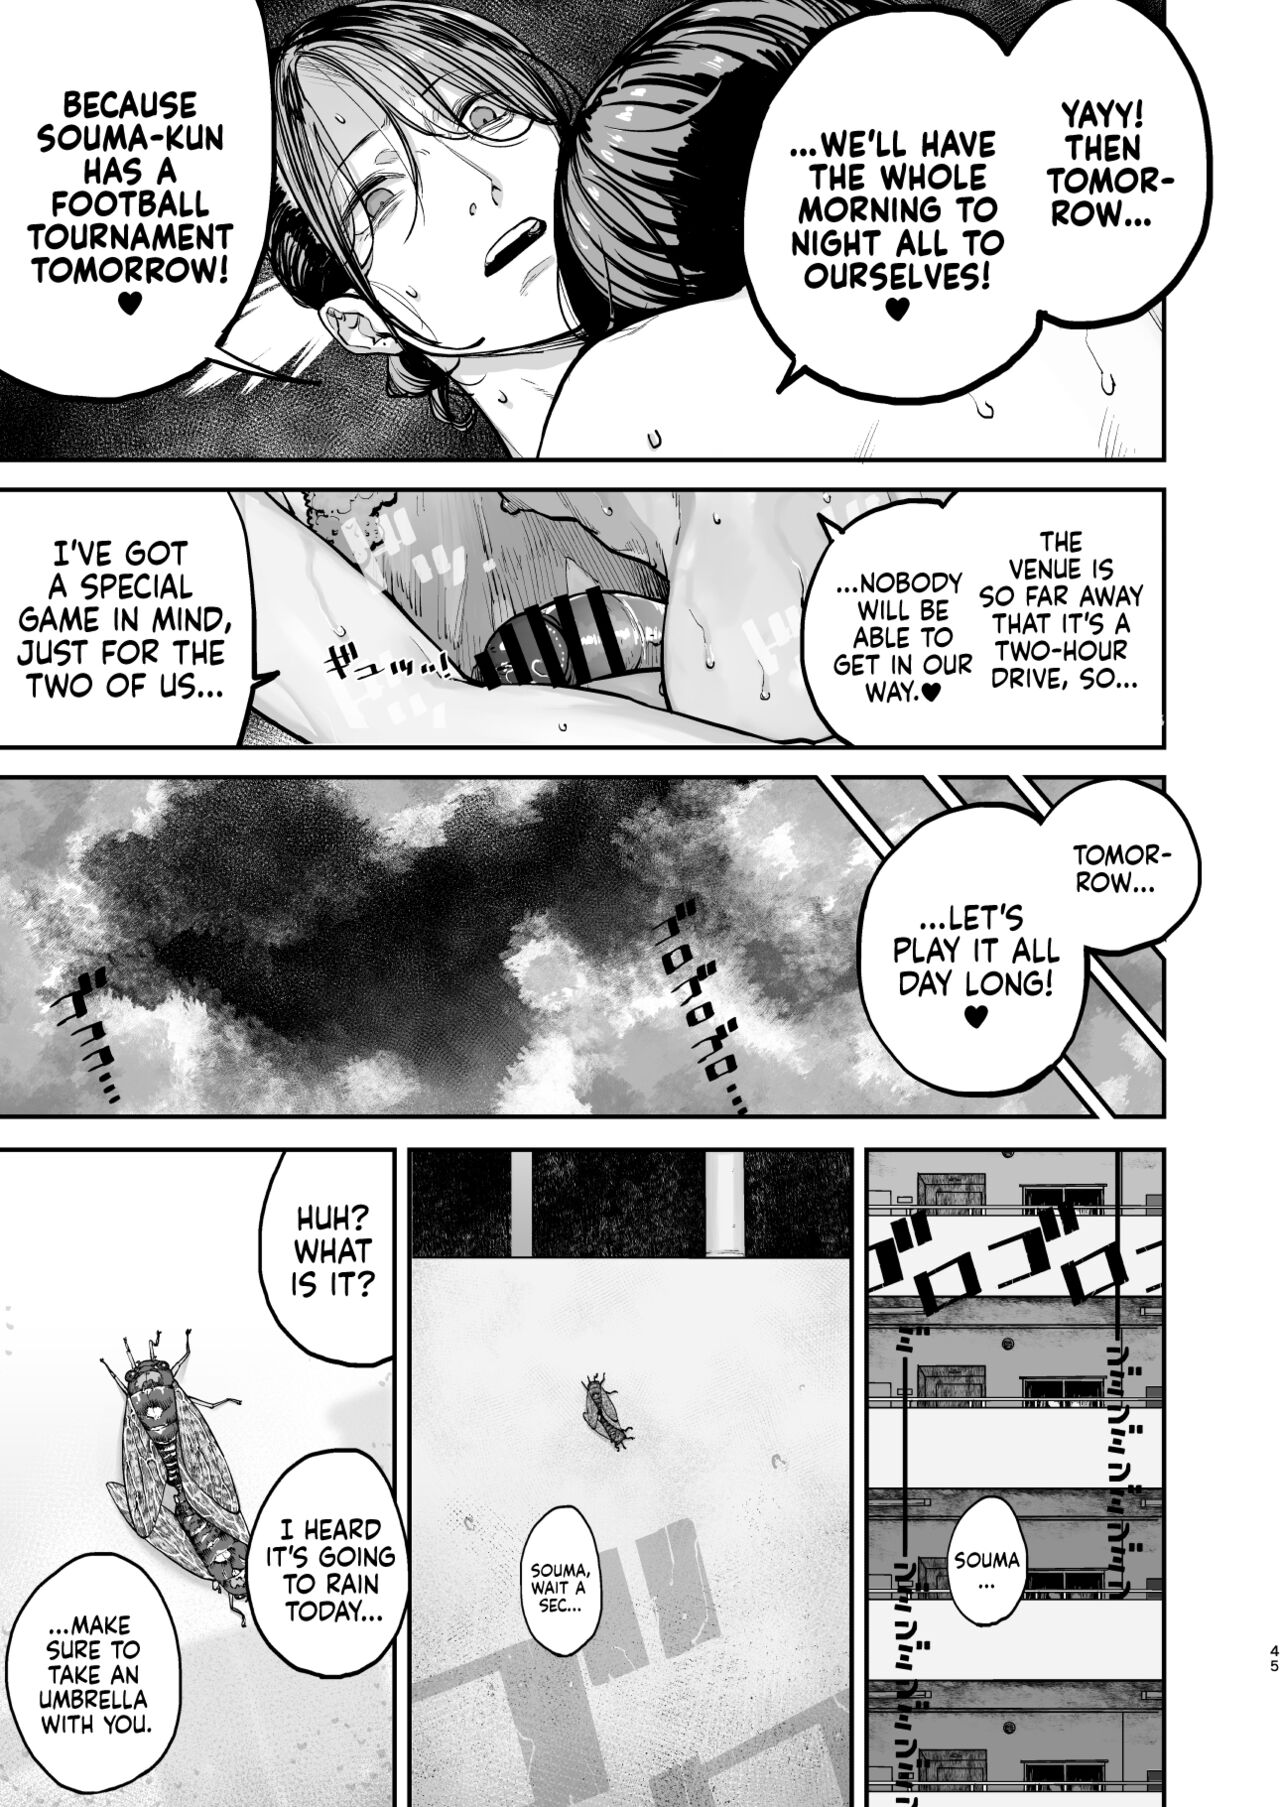 YAYY!
THEN
TOMOR-
ROW...
...WE'LL HAVE
THE WHOLE
MORNING TO
NIGHT ALL TO
OURSELVES!
♥
BECAUSE
SOUMA-KUN
HAS A
FOOTBALL
TOURNAMENT
TOMORROW!
♥
THE
VENUE IS
SO FAR AWAY
THAT IT'S A
TWO-HOUR
DRIVE, SO...
...NOBODY
WILL BE
ABLE TO
GET IN OUR
WAY.♥
ギュッッ!
I'VE GOT
A SPECIAL
GAME IN MIND,
JUST FOR THE
TWO OF US...
TOMOR-
ROW...
...LET'S
PLAY IT ALL
DAY LONG!
♥
SOUMA
...
SOUMA,
WAIT A
SEC...
HUH?
WHAT
IS IT?
I HEARD
IT'S GOING
TO RAIN
TODAY...
...MAKE
SURE TO
TAKE AN
UMBRELLA
WITH YOU.
45